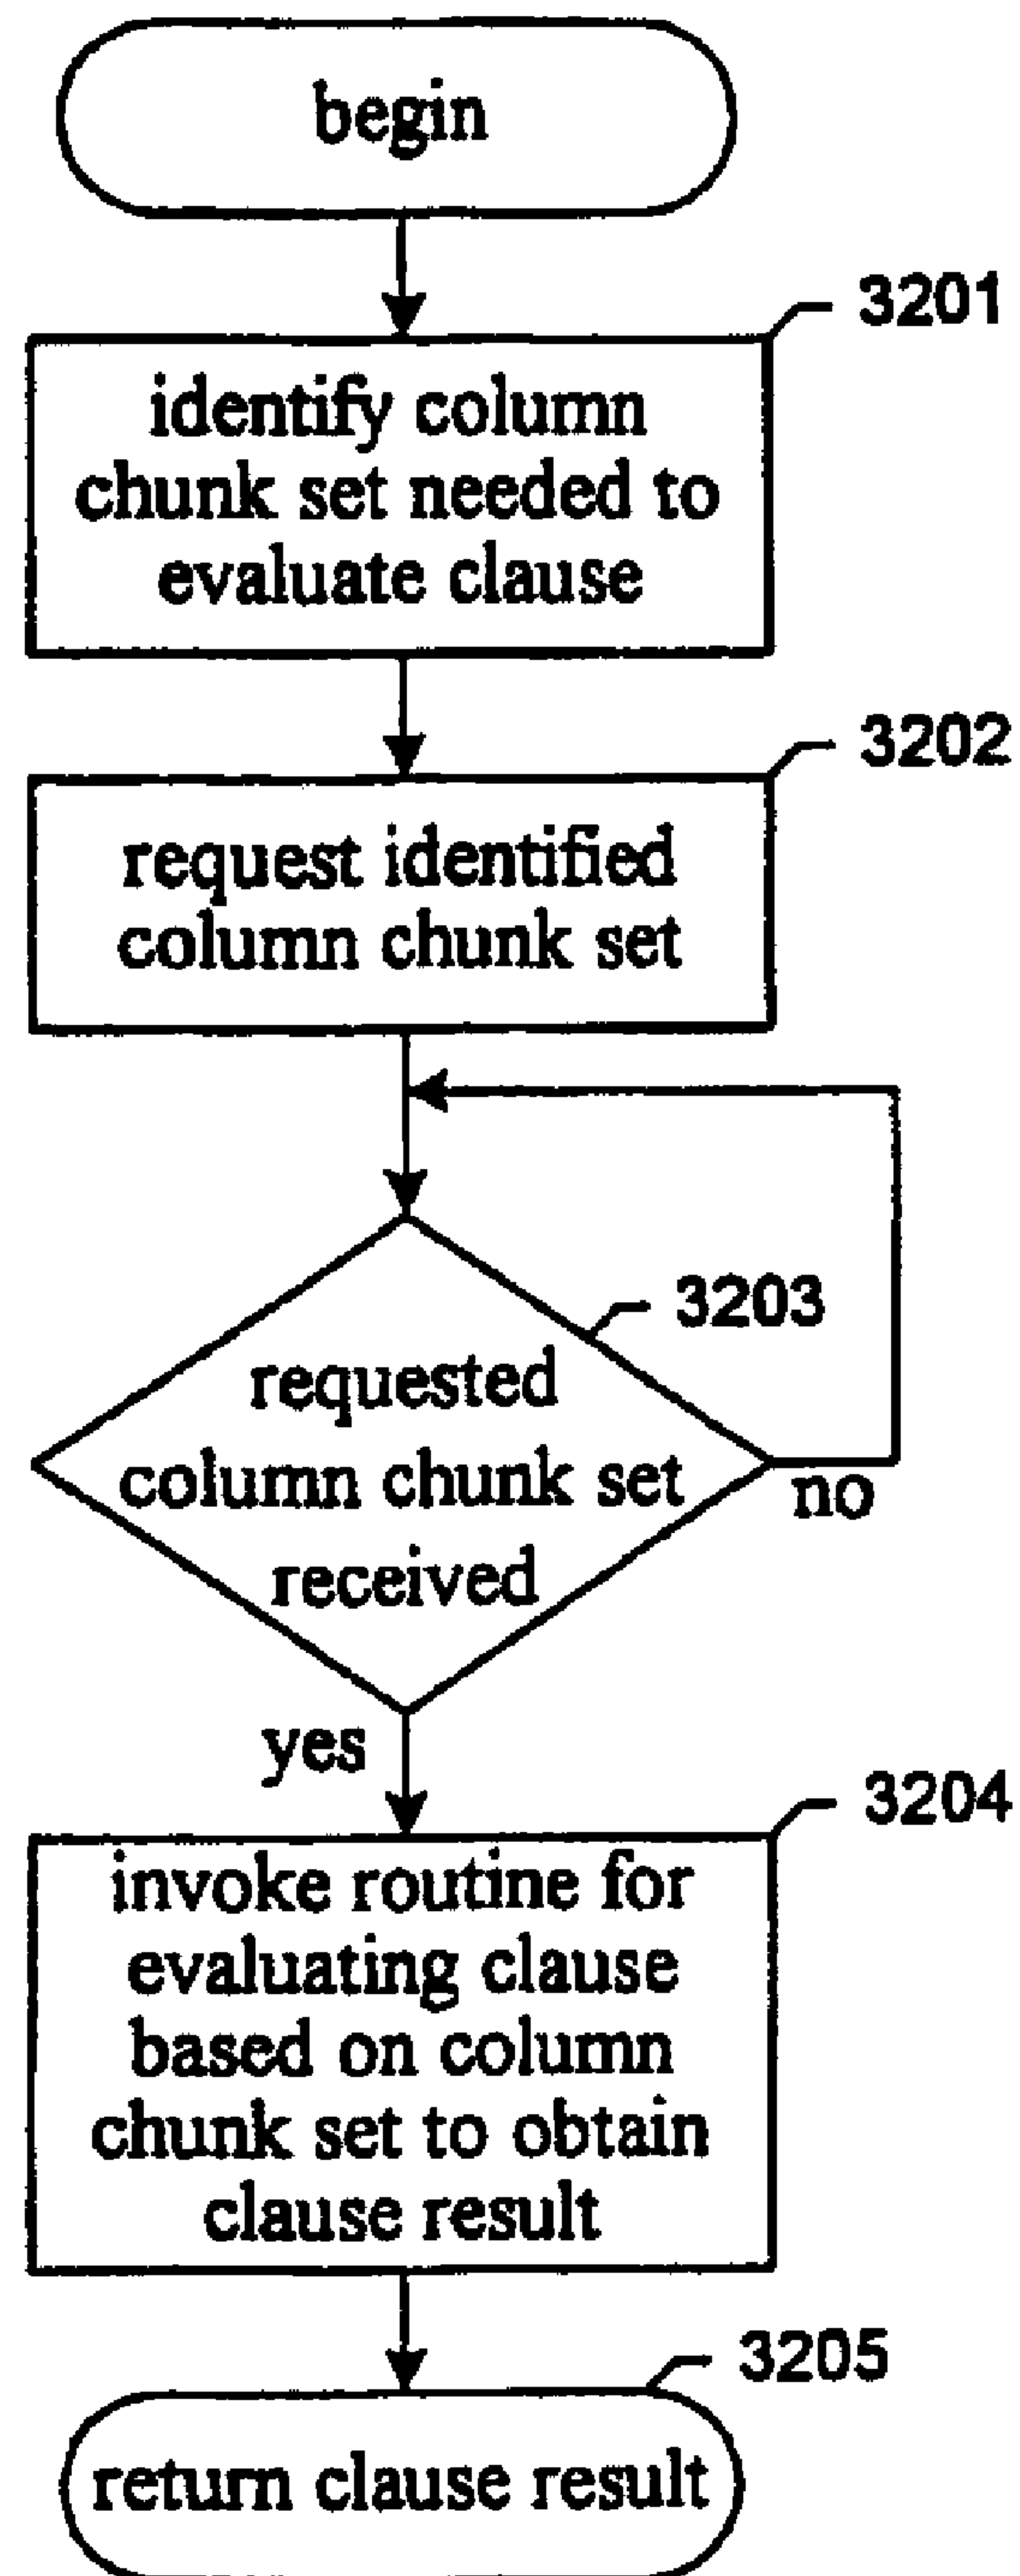 begin
3201
identify column
chunk set needed to
evaluate clause
3202
request identified
column chunk set
3203
requested
column chunk set
received
no
yes
3204
invoke routine for
evaluating clause
based on column
chunk set to obtain
clause result
3205
return clause result